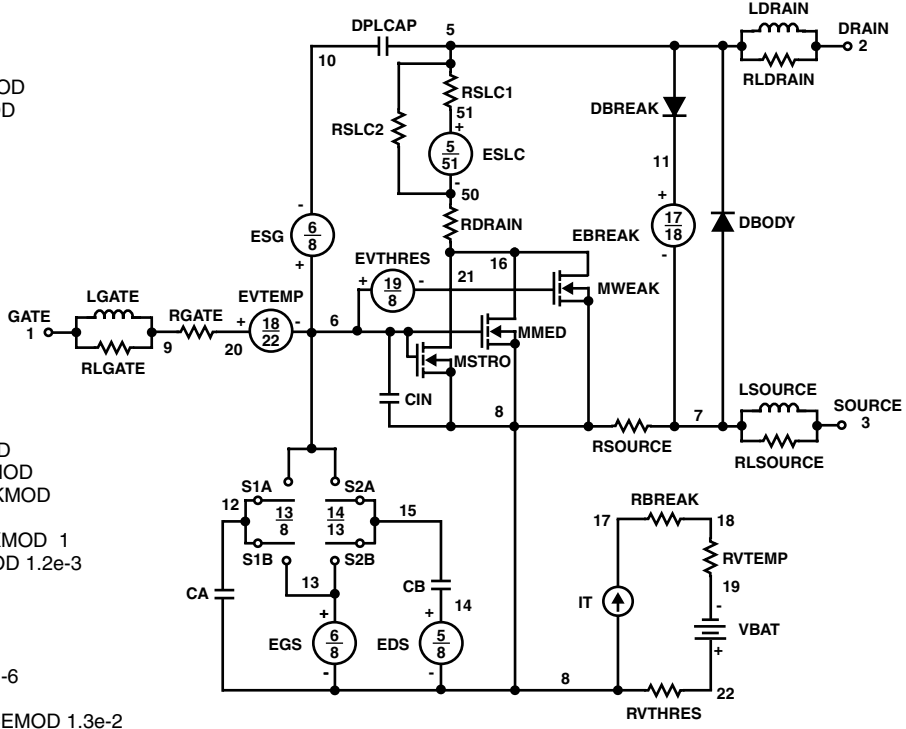 LDRAIN
DPLCAP 5 DRAIN
2
10
RLDRAIN
OD
D
RSLC1
51
DBREAK
RSLC2
+
5
51
ESLC
11
-
50
+
-
17
18
DBODY
RDRAIN
6
8
ESG
EBREAK
-
EVTHRES
16
+
+ 19
8 - 21
MWEAK
LGATE
EVTEMP
GATE
1
RGATE
+ 18
22 - 6
MMED
9 20
RLGATE
MSTRO
LSOURCE
CIN
8 7
SOURCE
3
RSOURCE
RLSOURCE
D
MOD
KMOD
S1A S2A
RBREAK
12
13
8
14
13
15
17 18
EMOD 1
OD 1.2e-3
S1B S2B
RVTEMP
13
CB
19
CA
14
IT
-
+ +
VBAT
EGS 6
8
EDS 5
8
+
-6
- -
8
22
RVTHRES
EMOD 1.3e-2